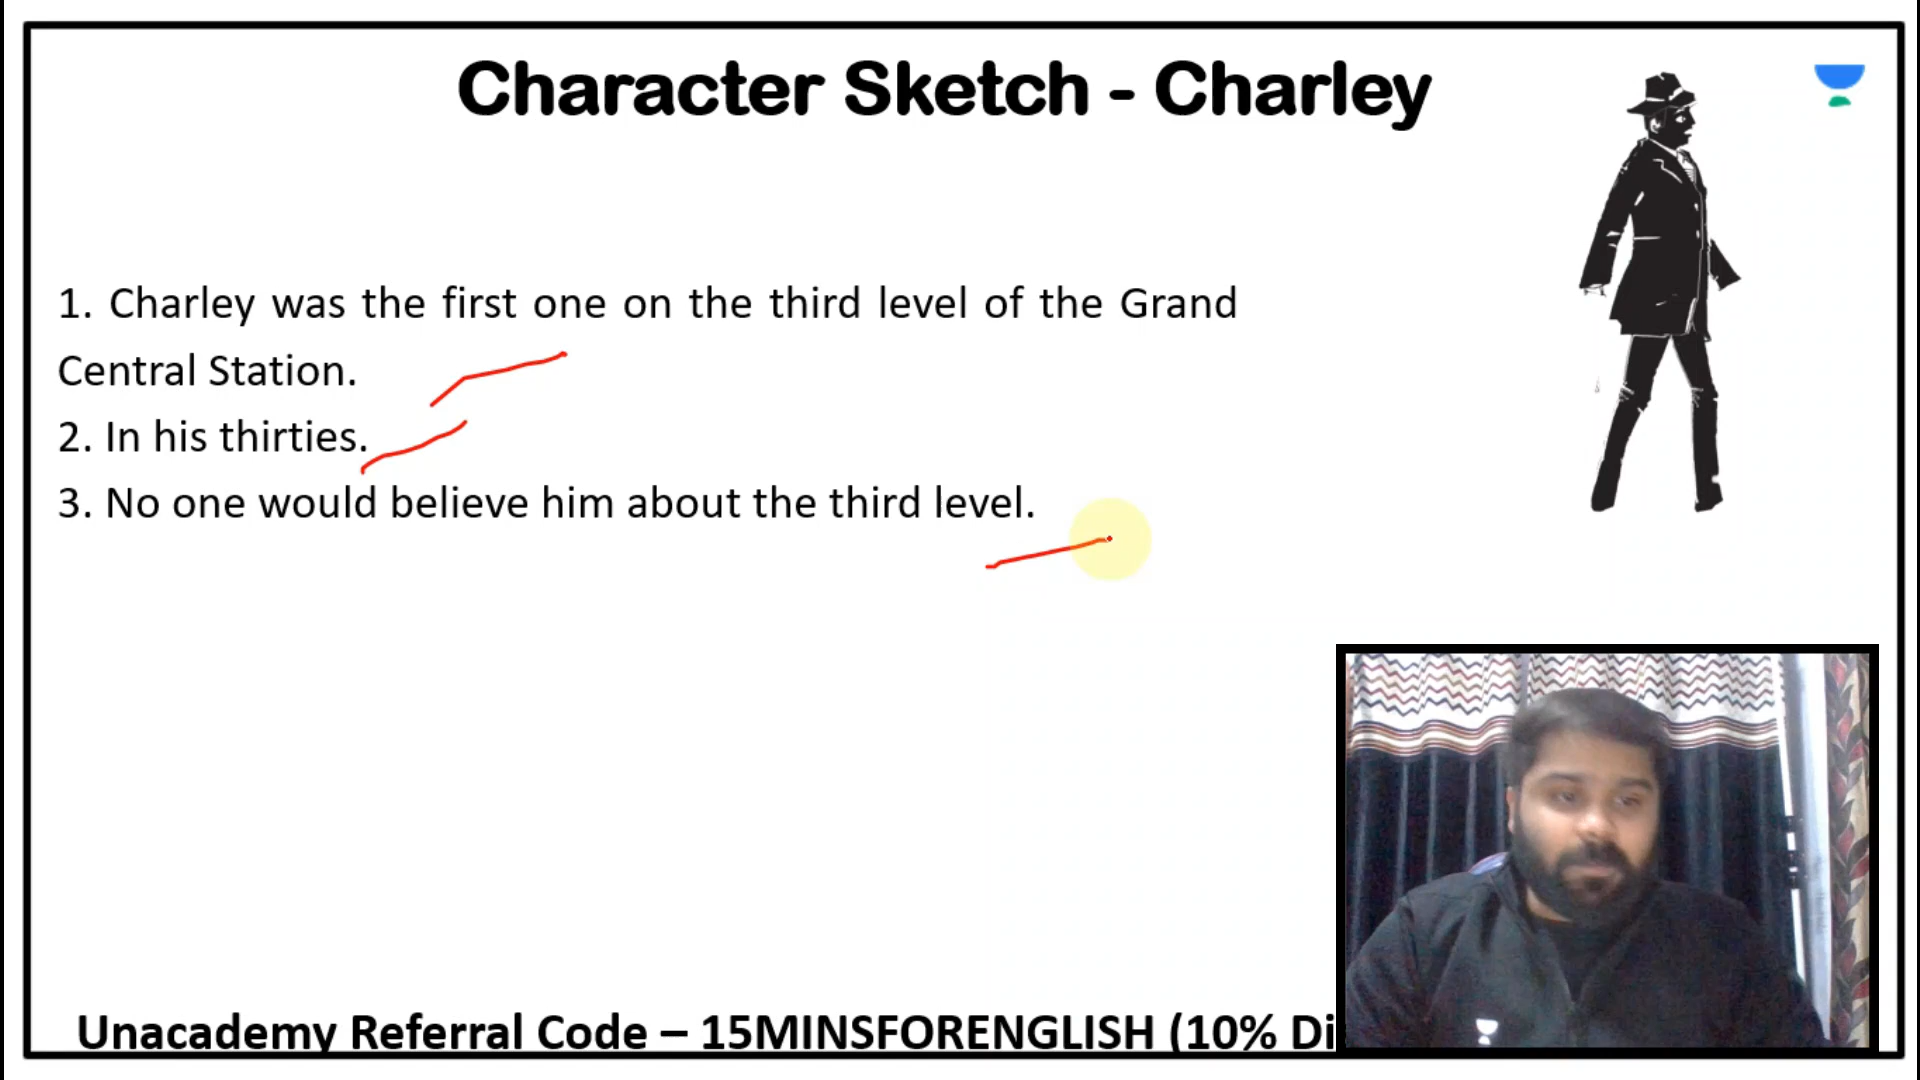 Character Sketch - Charley
1. Charley was the first one on the third level of the Grand
Central Station.
2. In his thirties.
3. No one would believe him about the third level.
Unacademy Referral Code – 15MINSFORENGLISH (10% Di